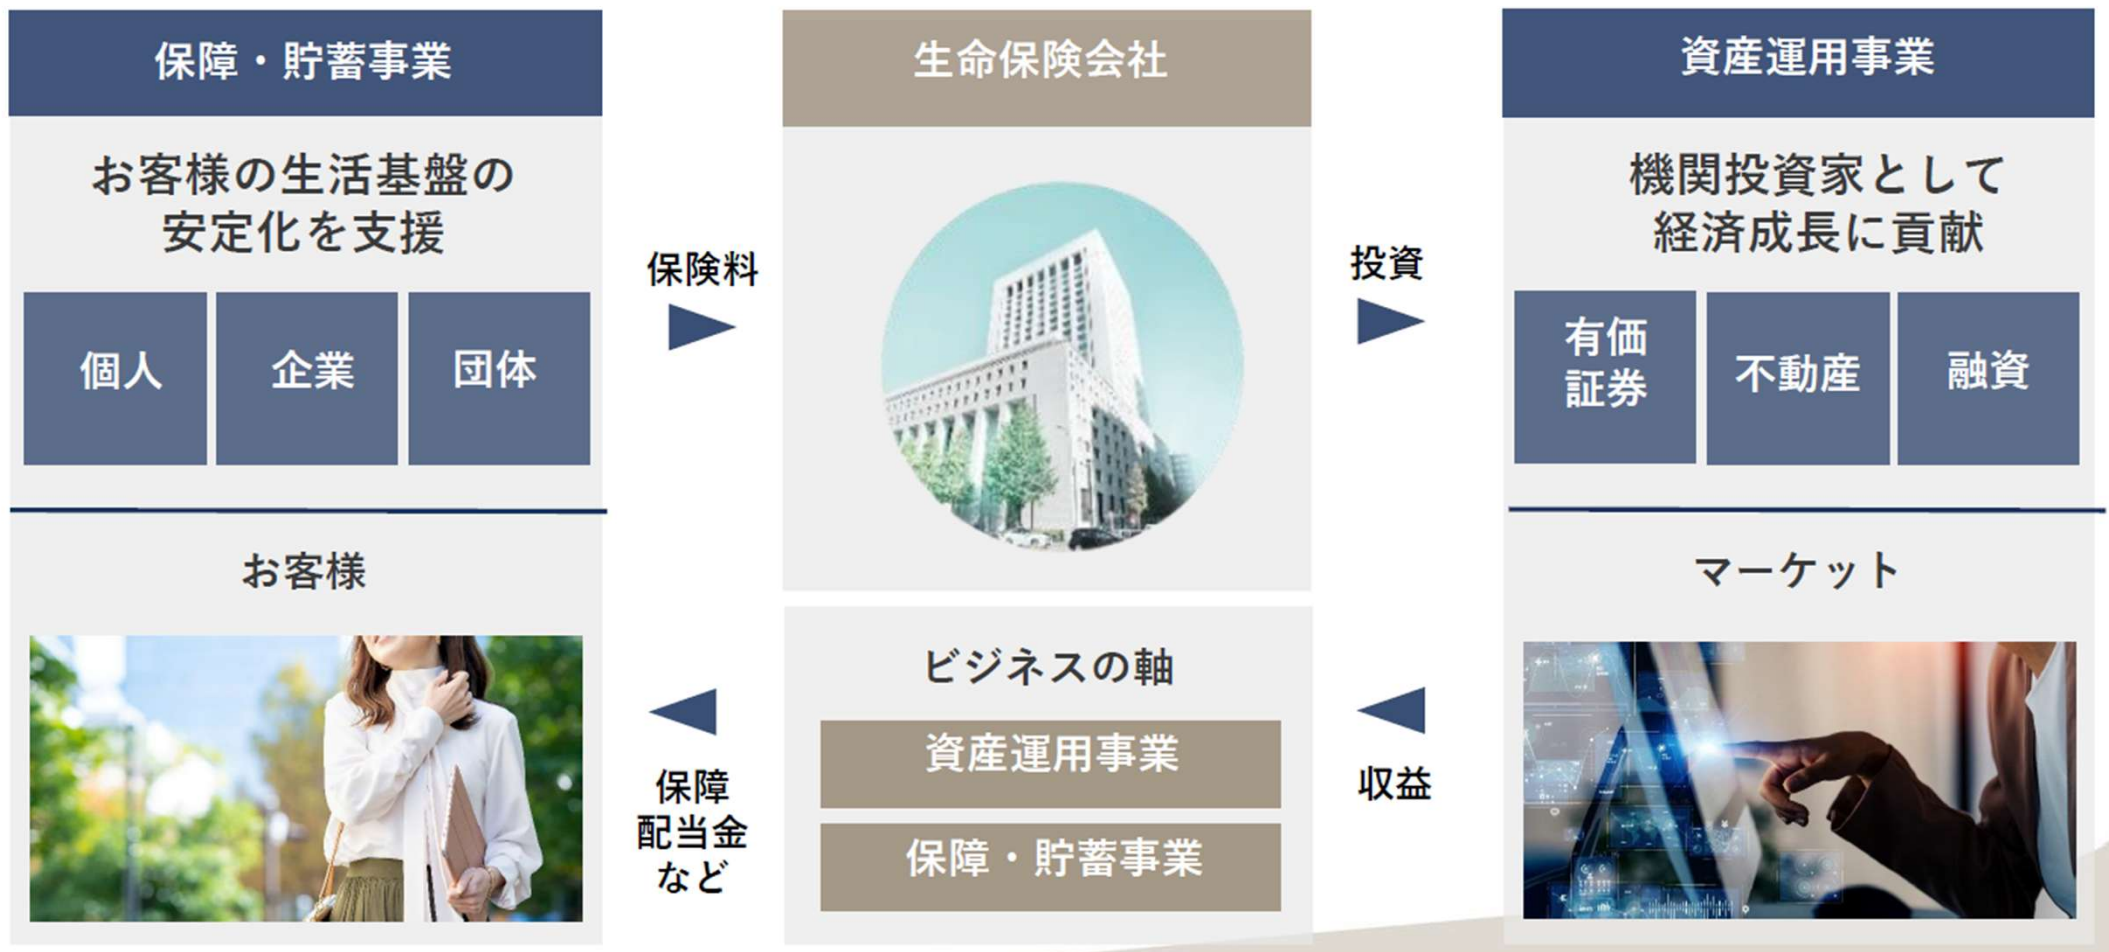 保障・貯蓄事業
お客様の生活基盤の
安定化を支援
個人
企業
団体
お客様
保険料
保障
配当金
など
生命保険会社
ビジネスの軸
資産運用事業
保障・貯蓄事業
投資
収益
資産運用事業
機関投資家として
経済成長に貢献
有価
証券
不動産
融資
マーケット